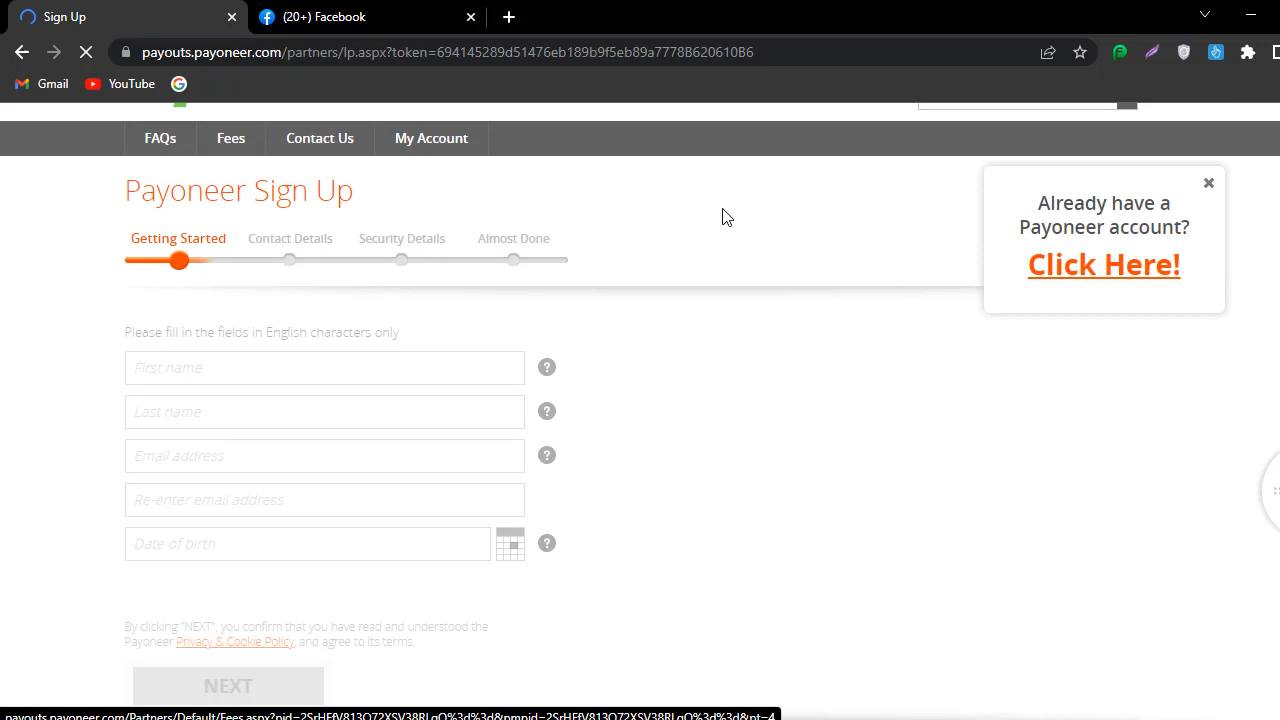 Sign Up
(20+) Facebook
payouts.payoneer.com/partners/lp.aspx?token=694145289d51476eb189b9f5eb89a7778B620610B6
Gmail
YouTube
FAQs
Fees
Contact Us
My Account
Payoneer Sign Up
Already have a
Payoneer account?
Click Here!
Getting Started
Contact Details
Security Details
Almost Done
Please fill in the fields in English characters only
First name
Last name
Email address
Re-enter email address
Date of birth
By clicking "NEXT", you confirm that you have read and understood the
Payoneer Privacy & Cookie Policy, and agree to its terms.
NEXT